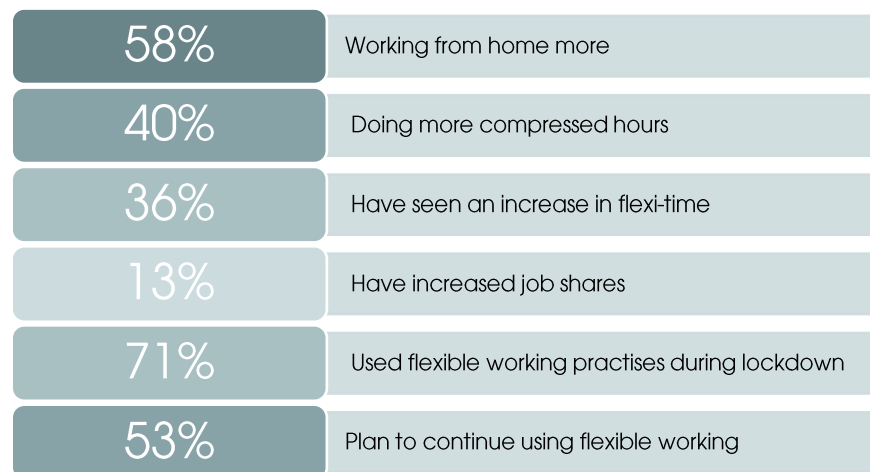 58% Working from home more
40% Doing more compressed hours
36% Have seen an increase in flexi-time
13% Have increased job shares
71% Used flexible working practises during lockdown
53% Plan to continue using flexible working